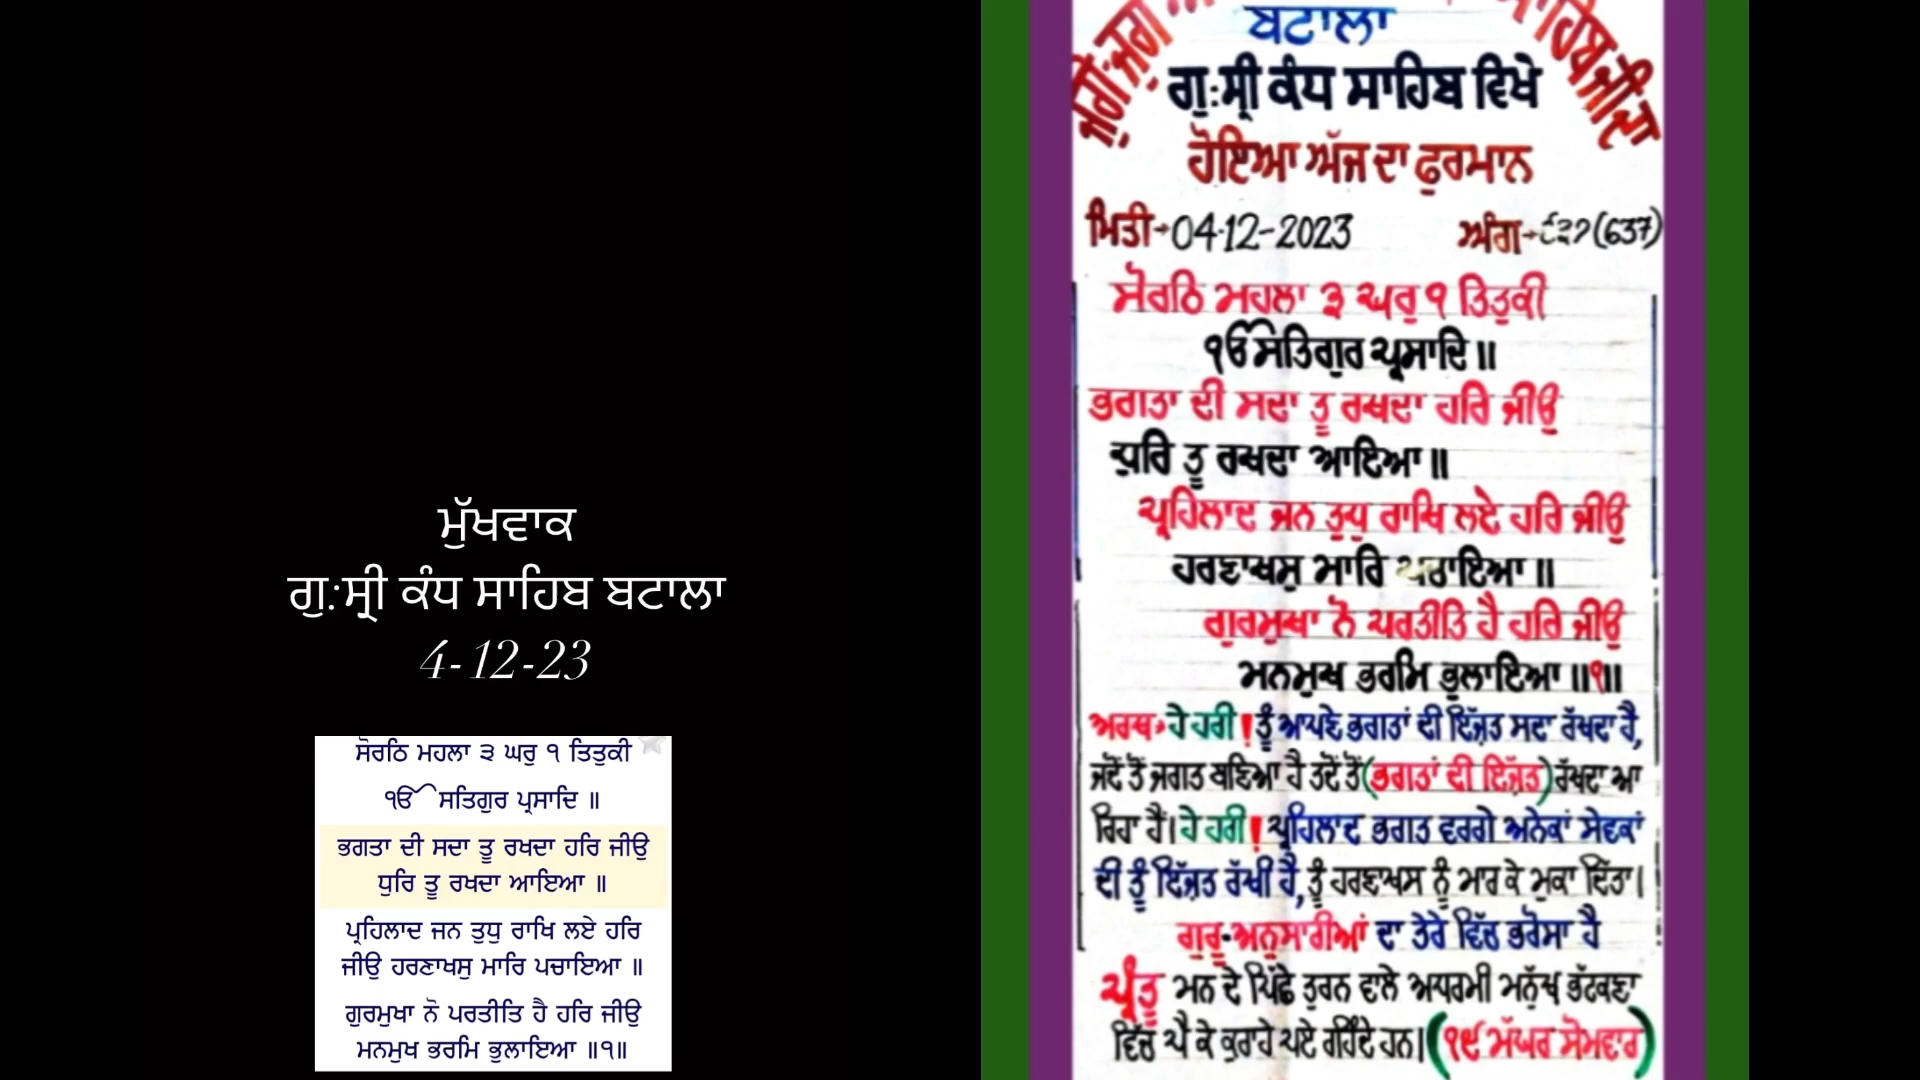 ਮੁੱਖਵਾਕ
ਗੁ:ਸ੍ਰੀ ਕੰਧ ਸਾਹਿਬ ਬਟਾਲਾ
4-12-23
ਸੋਰਠਿ ਮਹਲਾ ੩ ਘਰੁ ੧ ਤਿਤੁਕੀ
ੴ ਸਤਿਗੁਰ ਪ੍ਰਸਾਦਿ ॥
ਭਗਤਾ ਦੀ ਸਦਾ ਤੂ ਰਖਦਾ ਹਰਿ ਜੀਉ
ਧੁਰਿ ਤੂ ਰਖਦਾ ਆਇਆ ॥
ਪ੍ਰਹਿਲਾਦ ਜਨ ਤੁਧੁ ਰਾਖਿ ਲਏ ਹਰਿ
ਜੀਉ ਹਰਣਾਖਸੁ ਮਾਰਿ ਪਚਾਇਆ ॥
ਗੁਰਮੁਖਾ ਨੋ ਪਰਤੀਤਿ ਹੈ ਹਰਿ ਜੀਉ
ਮਨਮੁਖ ਭਰਮਿ ਭੁਲਾਇਆ ॥੧॥
ਸਾਹਿਬ ਜੀ ਦਾ
ਬਟਾਲਾ
ਗੁ:ਸ੍ਰੀ ਕੰਧ ਸਾਹਿਬ ਵਿਖੇ
ਹੋਇਆ ਅੱਜ ਦਾ ਫੁਰਮਾਨ
ਮਿਤੀ→04-12-2023 ਅੰਗ→੬੩੭(637)
ਸੋਰਠਿ ਮਹਲਾ ੩ ਘਰੁ ੧ ਤਿਤੁਕੀ
ੴ ਸਤਿਗੁਰ ਪ੍ਰਸਾਦਿ ॥
ਭਗਤਾ ਦੀ ਸਦਾ ਤੂ ਰਖਦਾ ਹਰਿ ਜੀਉ
ਧੁਰਿ ਤੂ ਰਖਦਾ ਆਇਆ ॥
ਪ੍ਰਹਿਲਾਦ ਜਨ ਤੁਧੁ ਰਾਖਿ ਲਏ ਹਰਿ ਜੀਉ
ਹਰਣਾਖਸੁ ਮਾਰਿ ਪਚਾਇਆ ॥
ਗੁਰਮੁਖਾ ਨੋ ਪਰਤੀਤਿ ਹੈ ਹਰਿ ਜੀਉ
ਮਨਮੁਖ ਭਰਮਿ ਭੁਲਾਇਆ ॥੧॥
ਅਰਥ→ਹੇ ਹਰੀ!ਤੂੰ ਆਪਣੇ ਭਗਤਾਂ ਦੀ ਇੱਜ਼ਤ ਸਦਾ ਰੱਖਦਾ ਹੈ,
ਜਦੋਂ ਤੋਂ ਜਗਤ ਬਣਿਆ ਹੈ ਤਦੋਂ ਤੋਂ(ਭਗਤਾਂ ਦੀ ਇੱਜ਼ਤ)ਰੱਖਦਾ ਆ
ਰਿਹਾ ਹੈਂ।ਹੇ ਹਰੀ!ਪ੍ਰਹਿਲਾਦ ਭਗਤ ਵਰਗੇ ਅਨੇਕਾਂ ਸੇਵਕਾਂ
ਦੀ ਤੂੰ ਇੱਜ਼ਤ ਰੱਖੀ ਹੈ,ਤੂੰ ਹਰਣਾਖਸ ਨੂੰ ਮਾਰ ਕੇ ਮੁਕਾ ਦਿੱਤਾ।
ਗੁਰੂ-ਅਨੁਸਾਰੀਆਂ ਦਾ ਤੇਰੇ ਵਿੱਚ ਭਰੋਸਾ ਹੈ
ਪ੍ਰੰਤੂ ਮਨ ਦੇ ਪਿੱਛੇ ਤੁਰਨ ਵਾਲੇ ਅਧਰਮੀ ਮਨੁੱਖ ਭੱਟਕਣਾ
ਵਿੱਚ ਪੈ ਕੇ ਕੁਰਾਹੇ ਪਏ ਰਹਿੰਦੇ ਹਨ।(੧੯ ਮੱਘਰ ਸੋਮਵਾਰ)